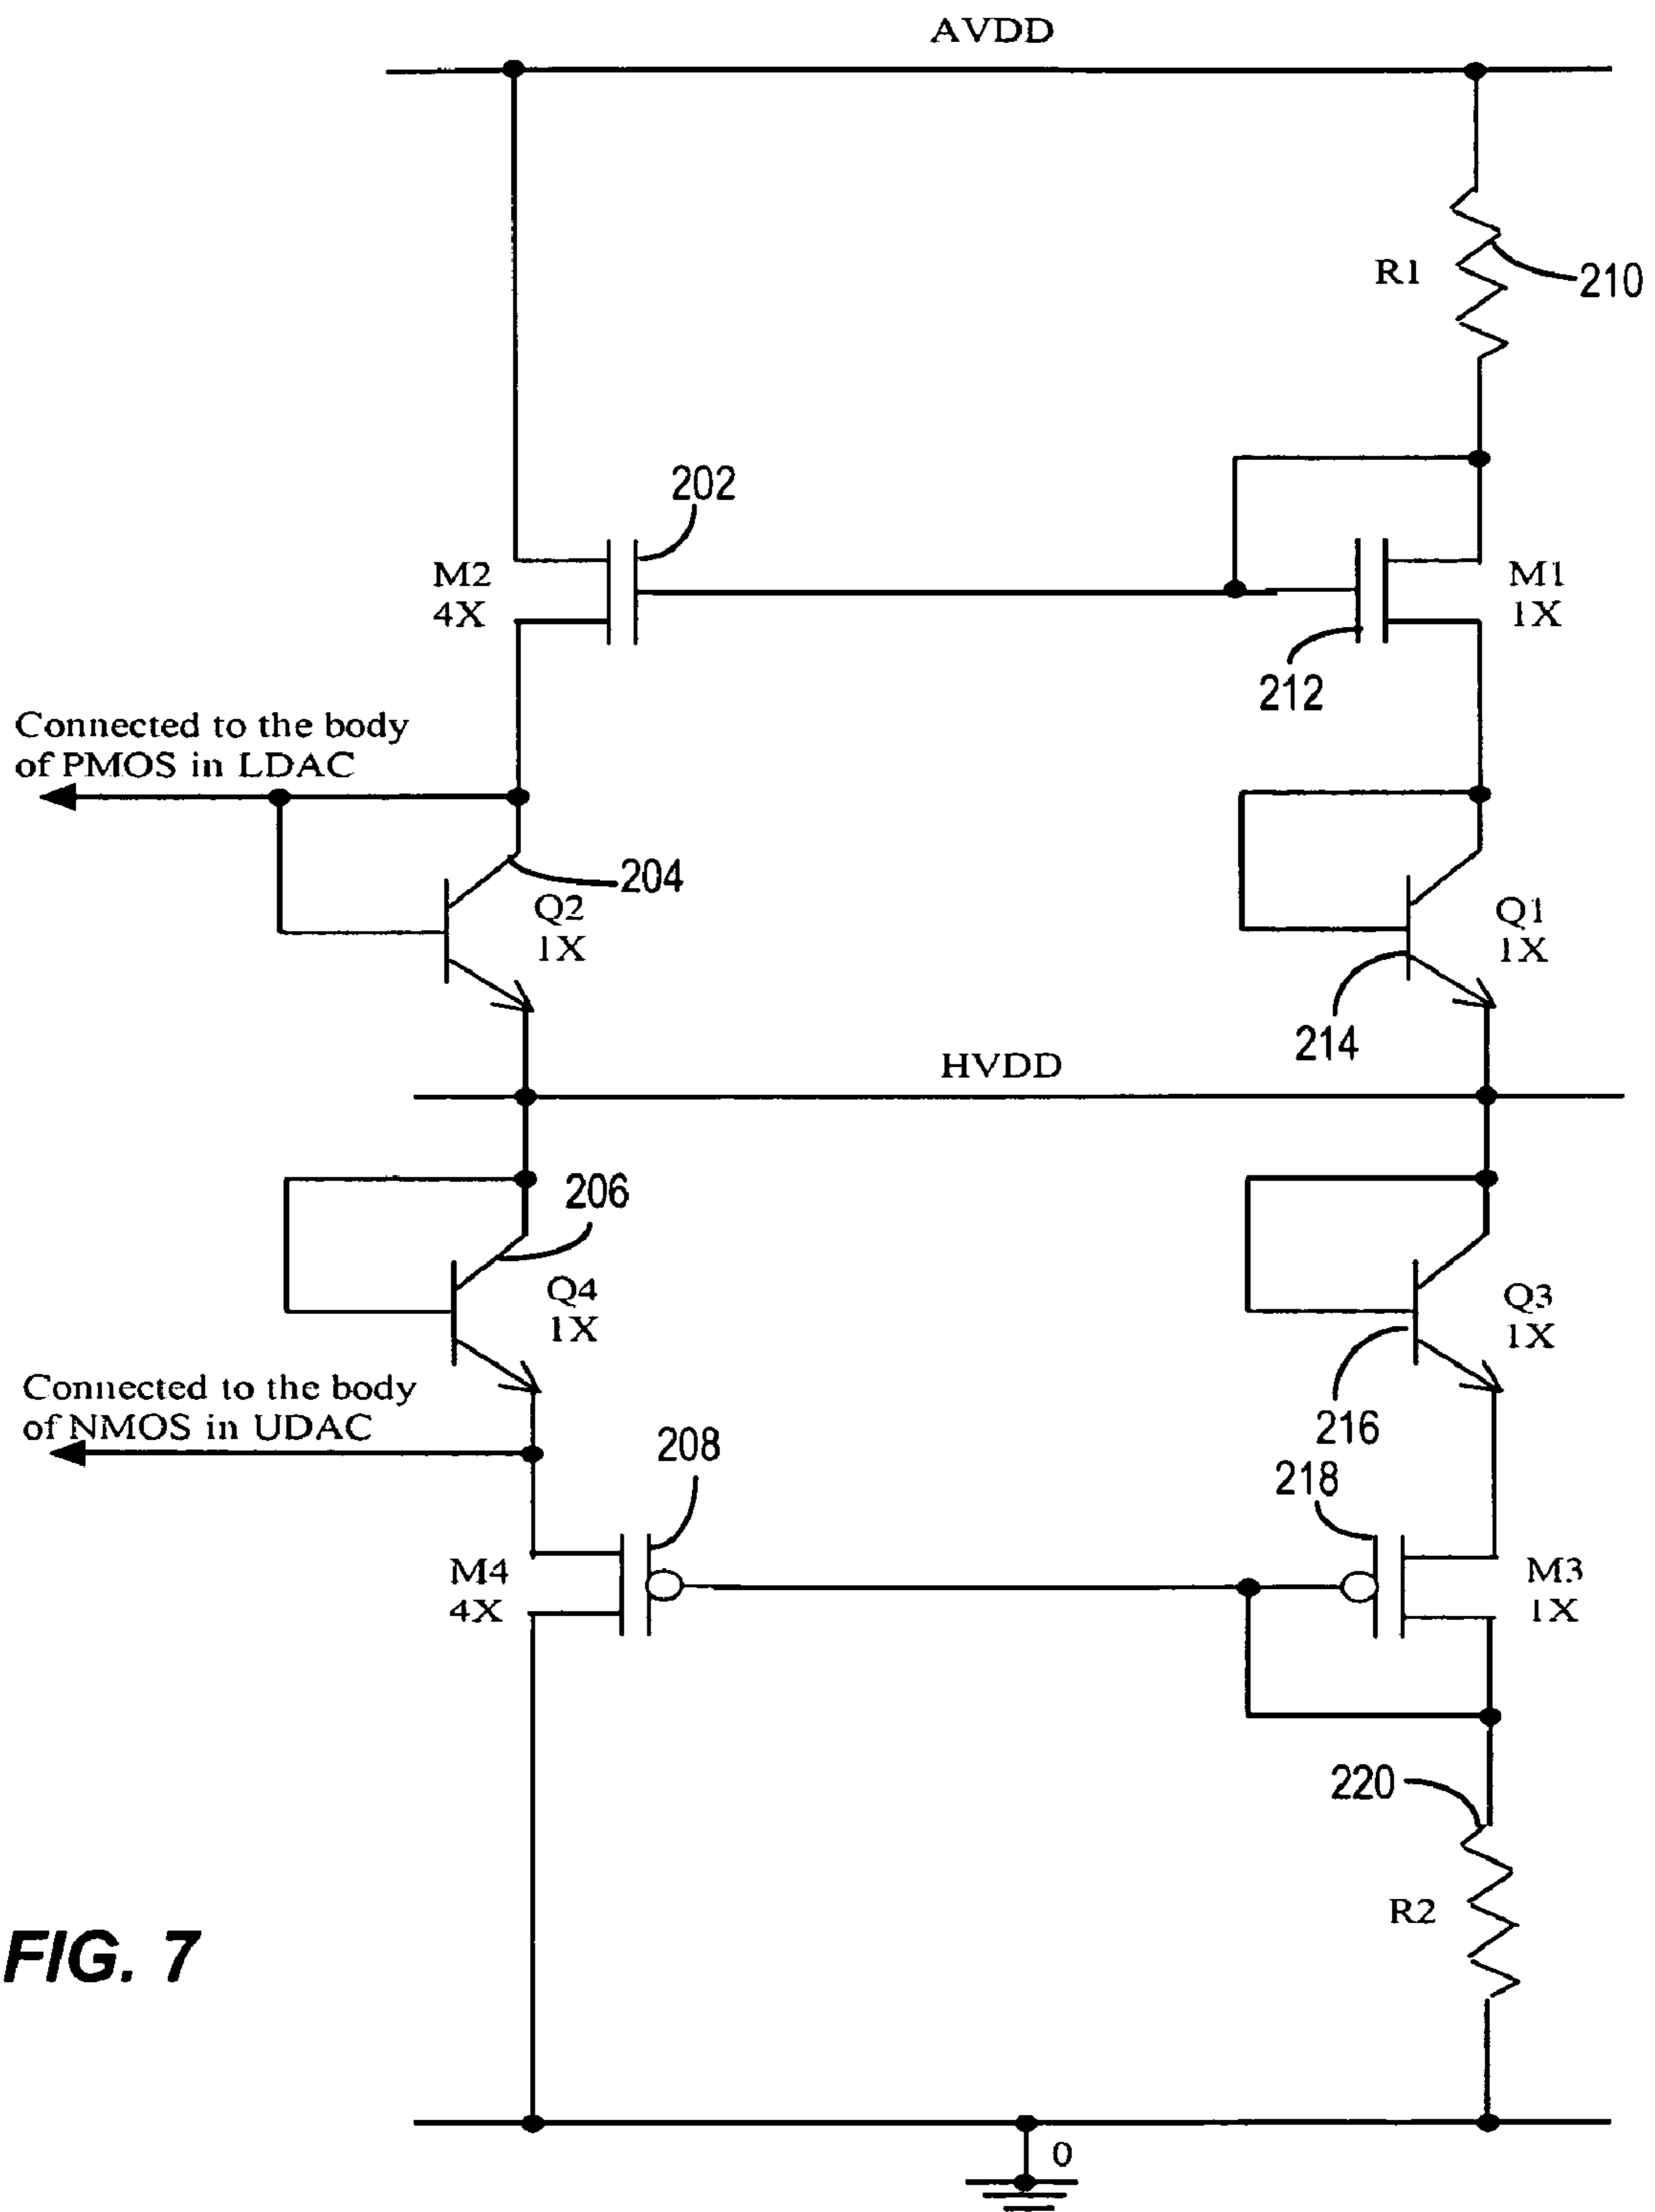 AVDD
R1
210
202
M2
4X
M1
1X
212
Connected to the body
of PMOS in LDAC
204
Q2
1X
Q1
1X
214
HVDD
206
Q4
1X
Q3
1X
Connected to the body
of NMOS in UDAC
216
208
218
M4
4X
M3
1X
220
R2
FIG. 7
0